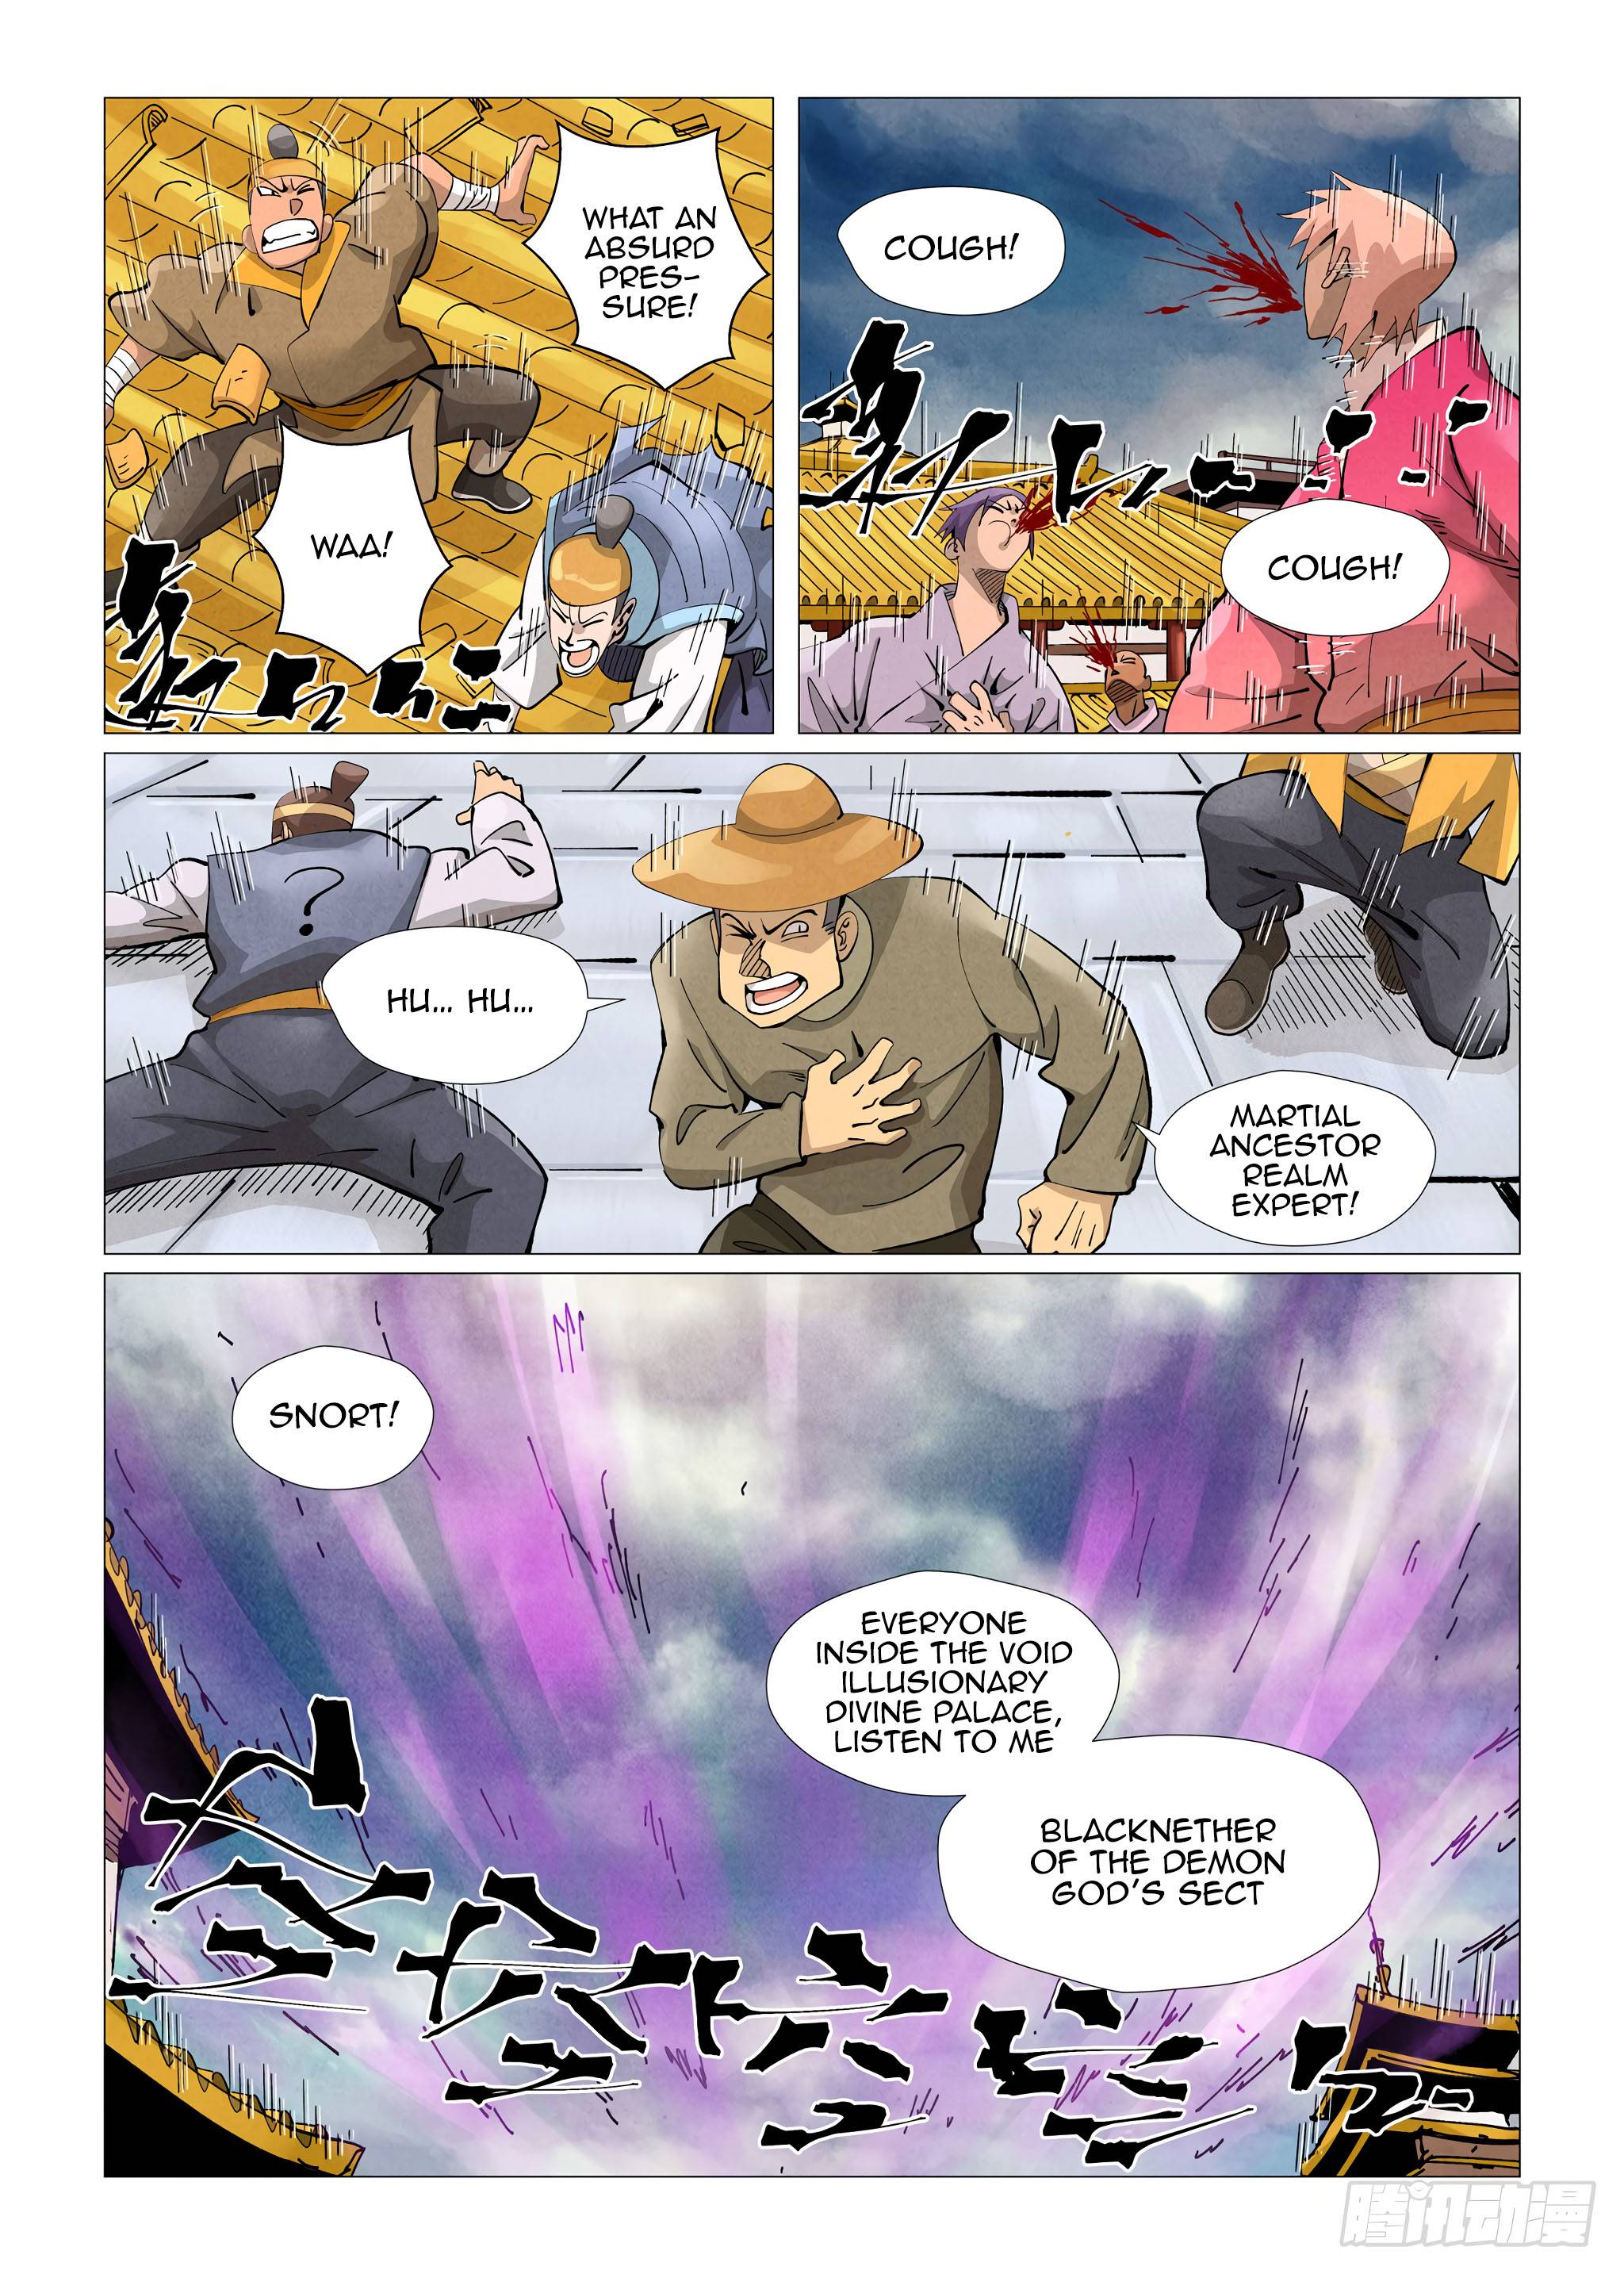 WHAT AN
ABSURD
PRES-
SURE!
WAA!
COUGH!
COUGH!
?
HU... HU...
MARTIAL
ANCESTOR
REALM
EXPERT!
SNORT!
EVERYONE
INSIDE THE VOID
ILLUSIONARY
DIVINE PALACE,
LISTEN TO ME
BLACKNETHER
OF THE DEMON
GOD'S SECT
腾讯动漫